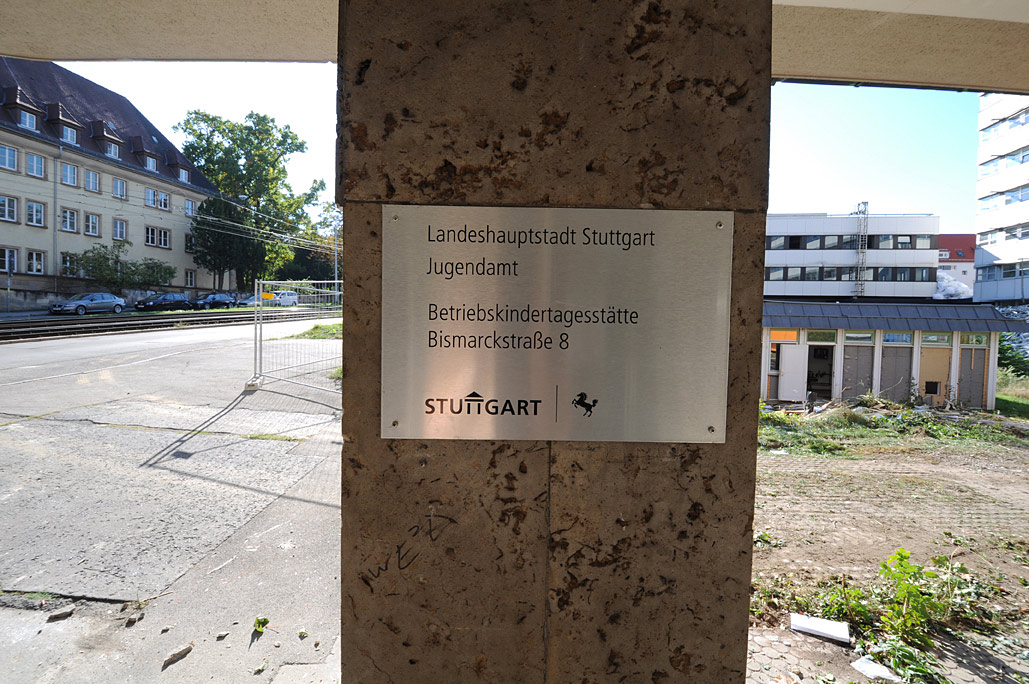 Landeshauptstadt Stuttgart
Jugendamt
Betriebskindertagesstätte
Bismarckstraße 8
STUTTGART